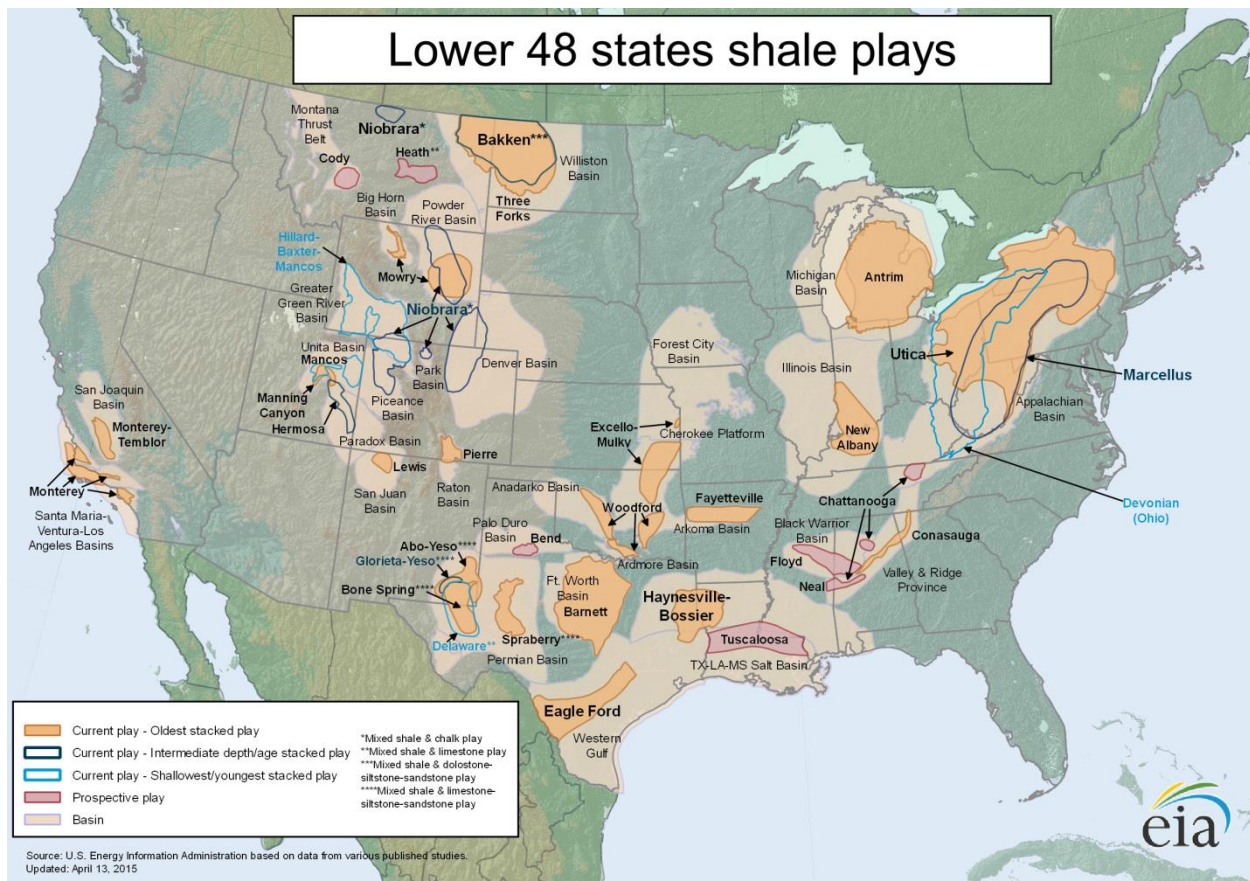 Lower 48 states shale plays
Montana
Thrust
Belt
Niobrara*
Bakken***
Williston
Basin
Cody
Heath**
Big Horn
Basin
Powder
River Basin
Three
Forks
Hillard-
Baxter-
Mancos
Mowry
Greater
Green River
Basin
Niobrara*
Michigan
Basin
Antrim
Unita Basin
Mancos
Park
Basin
Denver Basin
Forest City
Basin
Illinois Basin
Utica
Marcellus
San Joaquin
Basin
Manning
Canyon
Piceance
Basin
Appalachian
Basin
Hermosa
Monterey-
Temblor
Paradox Basin
Excello-
Mulky
Cherokee Platform
New
Albany
Lewis
Pierre
Monterey
San Juan
Basin
Raton
Basin
Anadarko Basin
Woodford
Fayetteville
Chattanooga
Devonian
(Ohio)
Santa Maria-
Ventura-Los
Angeles Basins
Palo Duro
Basin
Bend
Arkoma Basin
Black Warrior
Basin
Conasauga
Abo-Yeso****
Glorieta-Yeso****
Ardmore Basin
Floyd
Neal
Valley & Ridge
Province
Bone Spring****
Ft. Worth
Basin
Barnett
Haynesville-
Bossier
Delaware**
Spraberry****
Permian Basin
Tuscaloosa
TX-LA-MS Salt Basin
Eagle Ford
Western
Gulf
Current play - Oldest stacked play
Current play - Intermediate depth/age stacked play
Current play - Shallowest/youngest stacked play
Prospective play
Basin
*Mixed shale & chalk play
**Mixed shale & limestone play
***Mixed shale & dolostone-
siltstone-sandstone play
****Mixed shale & limestone-
siltstone-sandstone play
Source: U.S. Energy Information Administration based on data from various published studies.
Updated: April 13, 2015
eia